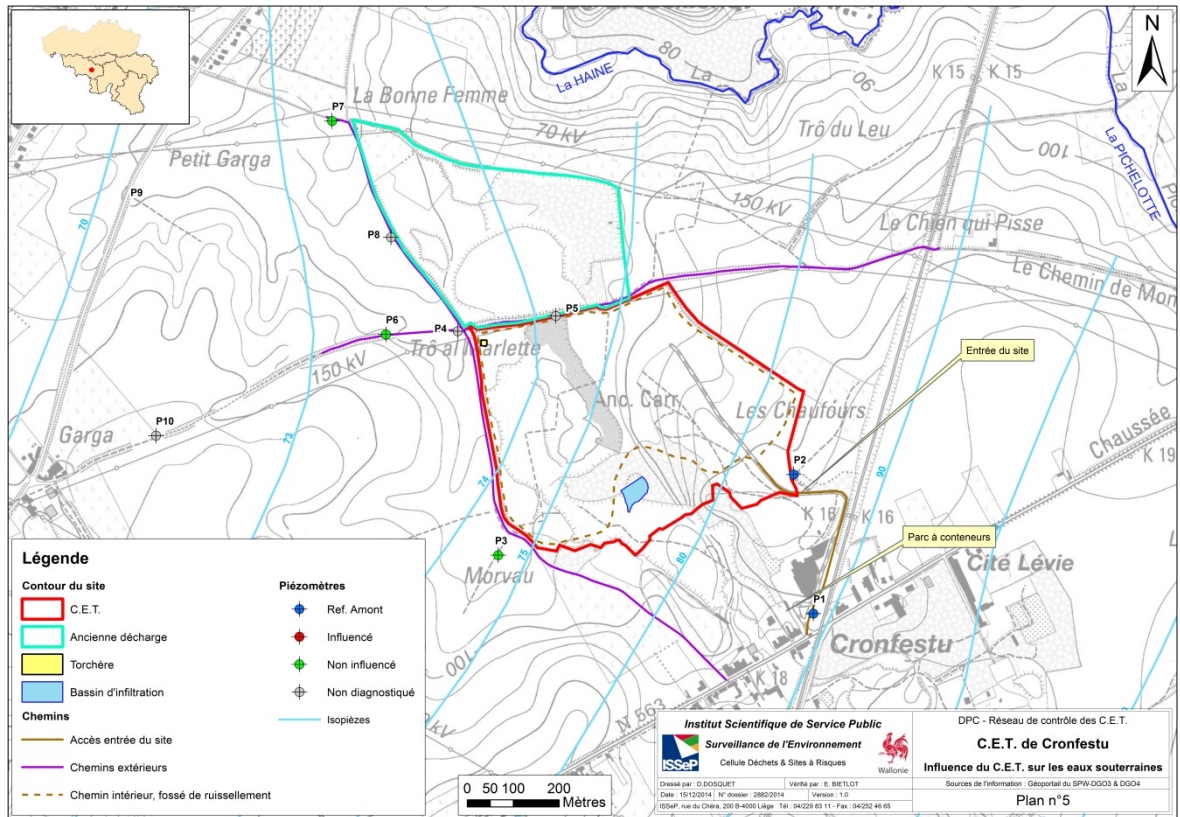 N
La HAINE
80
La
90
K 15
K 15
La
La PICHELOTTE
P7
La Bonne Femme
70 kV
Trô du Leu
100
Petit Garga
P9
70
150 kV
P8
Le Chien qui Pisse
Le Chemin de Mon
P5
P6
P4
Trô al Marlette
150 kV
Entrée du site
Anc. Carr.
Les Chaufours
P10
Garga
73
Chaussée
K 19
P2
74
90
K 16
K 16
P3
75
80
Morvau
Parc à conteneurs
Cité Lévie
P1
Cronfestu
100
K 18
N 563
Légende
Contour du site
C.E.T.
Ancienne décharge
Torchère
Bassin d'infiltration
Chemins
Accès entrée du site
Chemins extérieurs
Chemin intérieur, fossé de ruissellement
Piézomètres
Ref. Amont
Influencé
Non influencé
Non diagnostiqué
Isopièzes
0 50 100 200
Mètres
Institut Scientifique de Service Public
ISSeP
Surveillance de l'Environnement
Cellule Déchets & Sites à Risques
Wallonie
Dressé par : D.DOSQUET
Vérifié par : E. BIETLOT
Date : 15/12/2014
N° dossier : 2882/2014
Version : 1.0
ISSeP, rue du Chéra, 200 B-4000 Liège Tél : 04/229 83 11 - Fax : 04/252 46 65
DPC - Réseau de contrôle des C.E.T.
C.E.T. de Cronfestu
Influence du C.E.T. sur les eaux souterraines
Sources de l'information : Géoportail du SPW-DGO3 & DGO4
Plan n°5